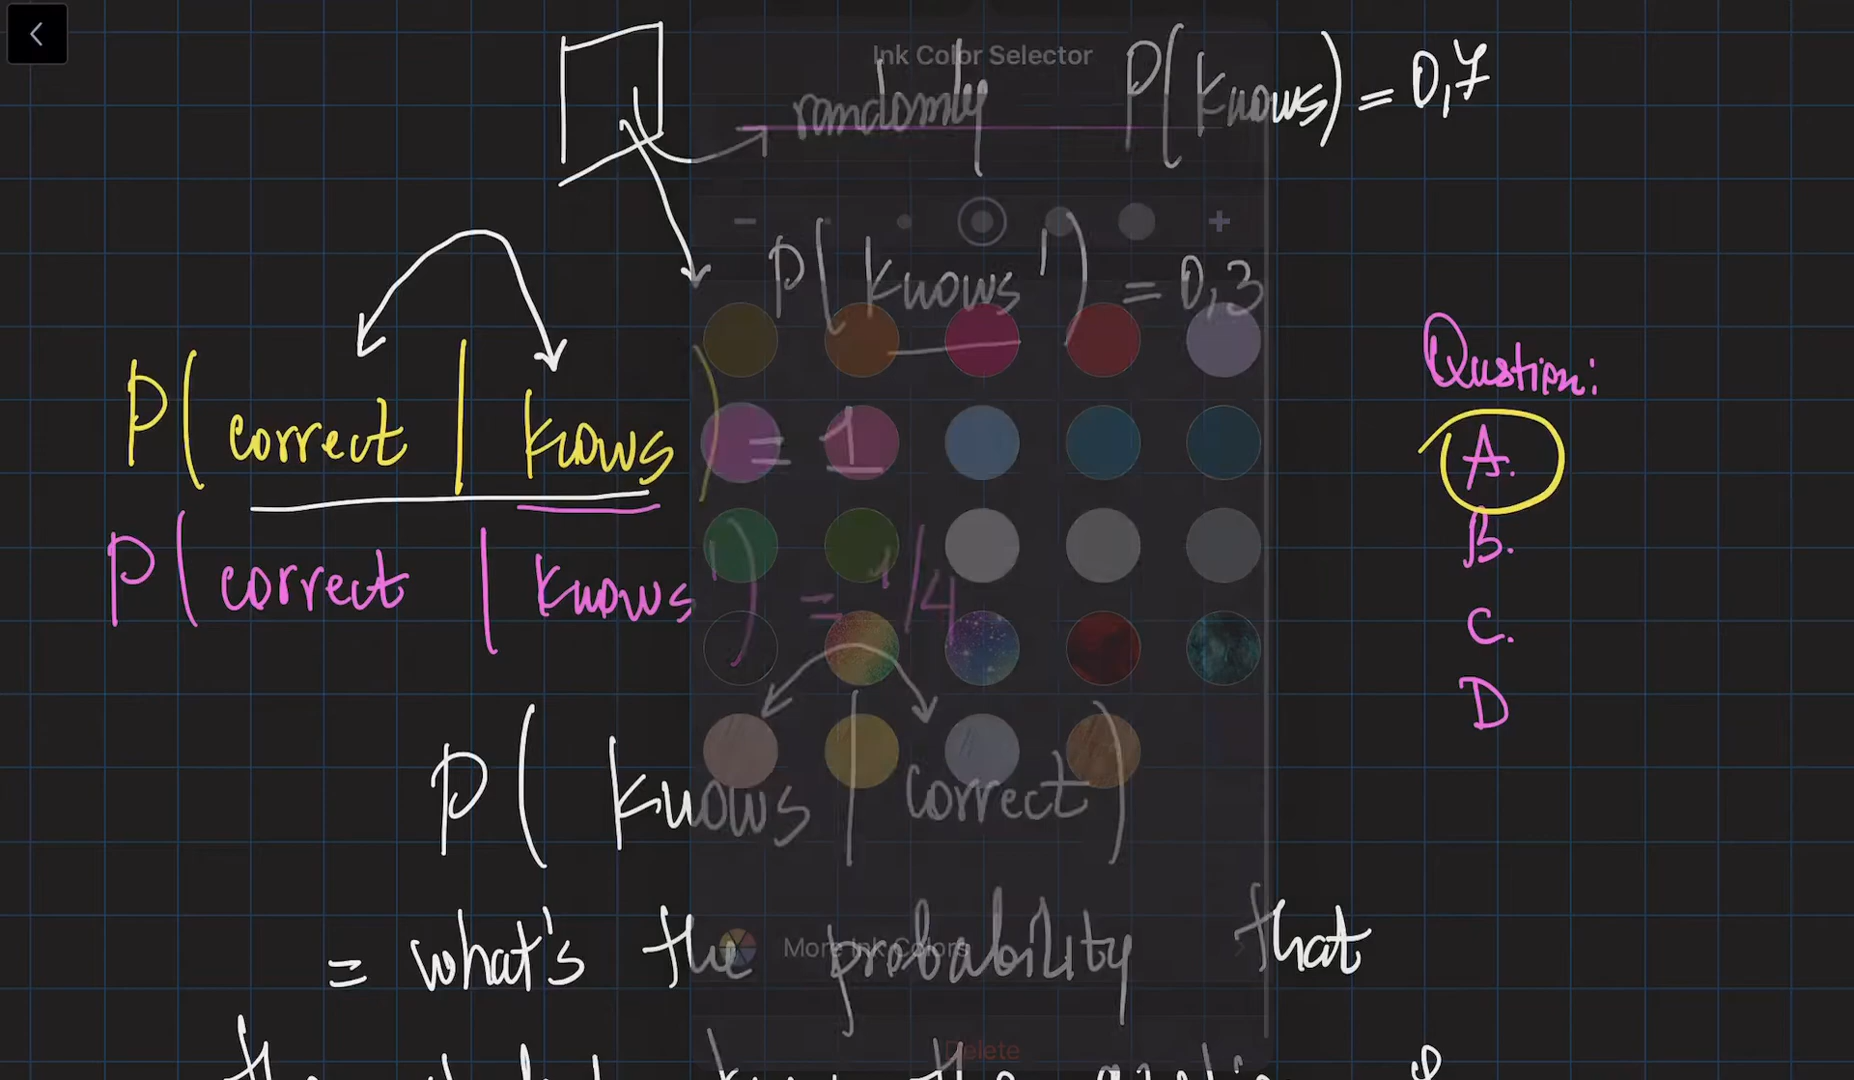 Ink Color Selector
randomly P(knows) = 0,7
P(knows') = 0,3
Qustion:
P(correct | knows) = 1
A.
B.
P(correct | knows') = 1/4
C.
D
P(knows | correct)
= what's the probability that
More Ink Colors
Delete